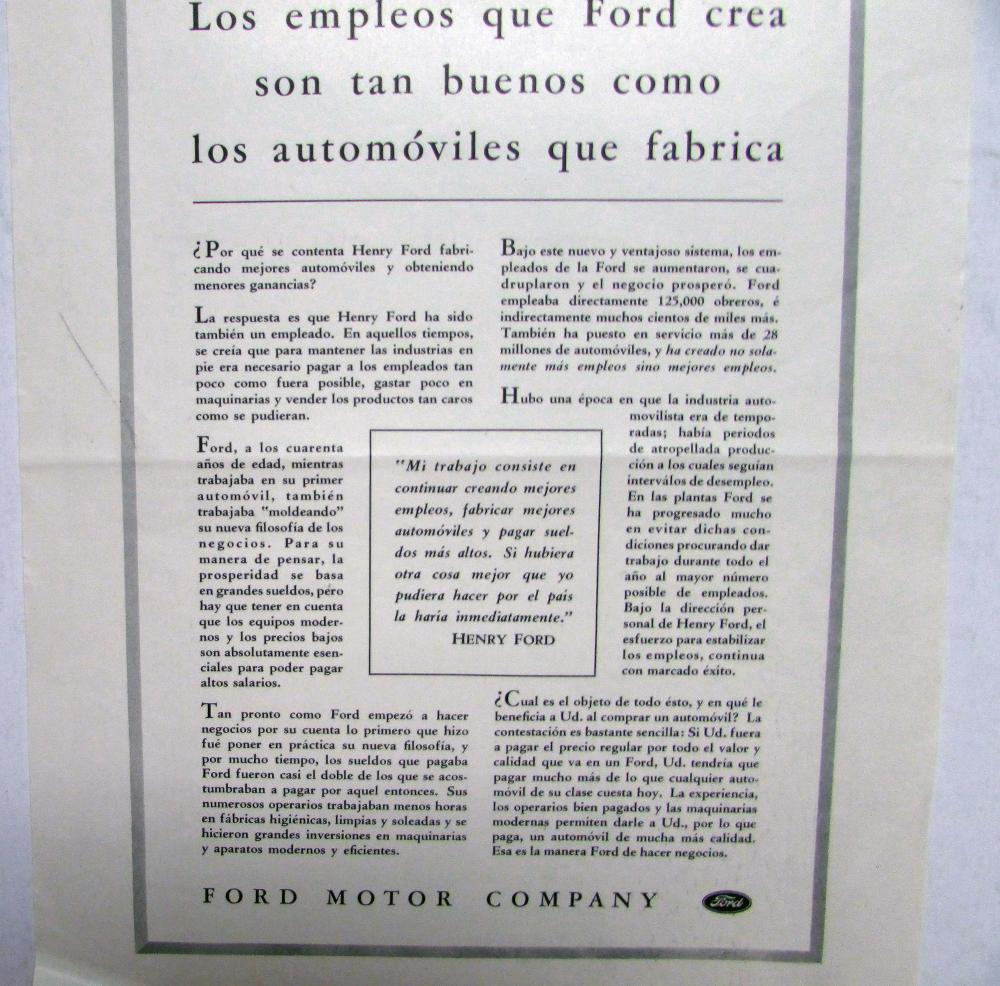 Los empleos que Ford crea
son tan buenos como
los automóviles que fabrica
¿Por qué se contenta Henry Ford fabri-
cando mejores automóviles y obteniendo
menores ganancias?
La respuesta es que Henry Ford ha sido
también un empleado. En aquellos tiempos,
se creía que para mantener las industrias en
pie era necesario pagar a los empleados tan
poco como fuera posible, gastar poco en
maquinarias y vender los productos tan caros
como se pudieran.
Ford, a los cuarenta
años de edad, mientras
trabajaba en su primer
automóvil, también
trabajaba "moldeando"
su nueva filosofía de los
negocios. Para su
manera de pensar, la
prosperidad se basa
en grandes sueldos, pero
hay que tener en cuenta
que los equipos moder-
nos y los precios bajos
son absolutamente esen-
ciales para poder pagar
altos salarios.
Tan pronto como Ford empezó a hacer
negocios por su cuenta lo primero que hizo
fué poner en práctica su nueva filosofía, y
por mucho tiempo, los sueldos que pagaba
Ford fueron casi el doble de los que se acos-
tumbraban a pagar por aquel entonces. Sus
numerosos operarios trabajaban menos horas
en fábricas higiénicas, limpias y soleadas y se
hicieron grandes inversiones en maquinarias
y aparatos modernos y eficientes.
"Mi trabajo consiste en
continuar creando mejores
empleos, fabricar mejores
automóviles y pagar suel-
dos más altos. Si hubiera
otra cosa mejor que yo
pudiera hacer por el país
la haría inmediatamente."
HENRY FORD
Bajo este nuevo y ventajoso sistema, los em-
pleados de la Ford se aumentaron, se cua-
druplaron y el negocio prosperó. Ford
empleaba directamente 125,000 obreros, é
indirectamente muchos cientos de miles más.
También ha puesto en servicio más de 28
millones de automóviles, y ha creado no sola-
mente más empleos sino mejores empleos.
Hubo una época en que la industria auto-
movilista era de tempo-
radas; había periodos
de atropellada produc-
ción a los cuales seguían
intervalos de desempleo.
En las plantas Ford se
ha progresado mucho
en evitar dichas con-
diciones procurando dar
trabajo durante todo el
año al mayor número
posible de empleados.
Bajo la dirección per-
sonal de Henry Ford, el
esfuerzo para estabilizar
los empleos, continua
con marcado éxito.
¿Cual es el objeto de todo ésto, y en qué le
beneficia a Ud. al comprar un automóvil? La
contestación es bastante sencilla: Si Ud. fuera
a pagar el precio regular por todo el valor y
calidad que va en un Ford, Ud. tendría que
pagar mucho más de lo que cualquier auto-
móvil de su clase cuesta hoy. La experiencia,
los operarios bien pagados y las maquinarias
modernas permiten darle a Ud., por lo que
paga, un automóvil de mucha más calidad.
Esa es la manera Ford de hacer negocios.
FORD MOTOR COMPANY Ford